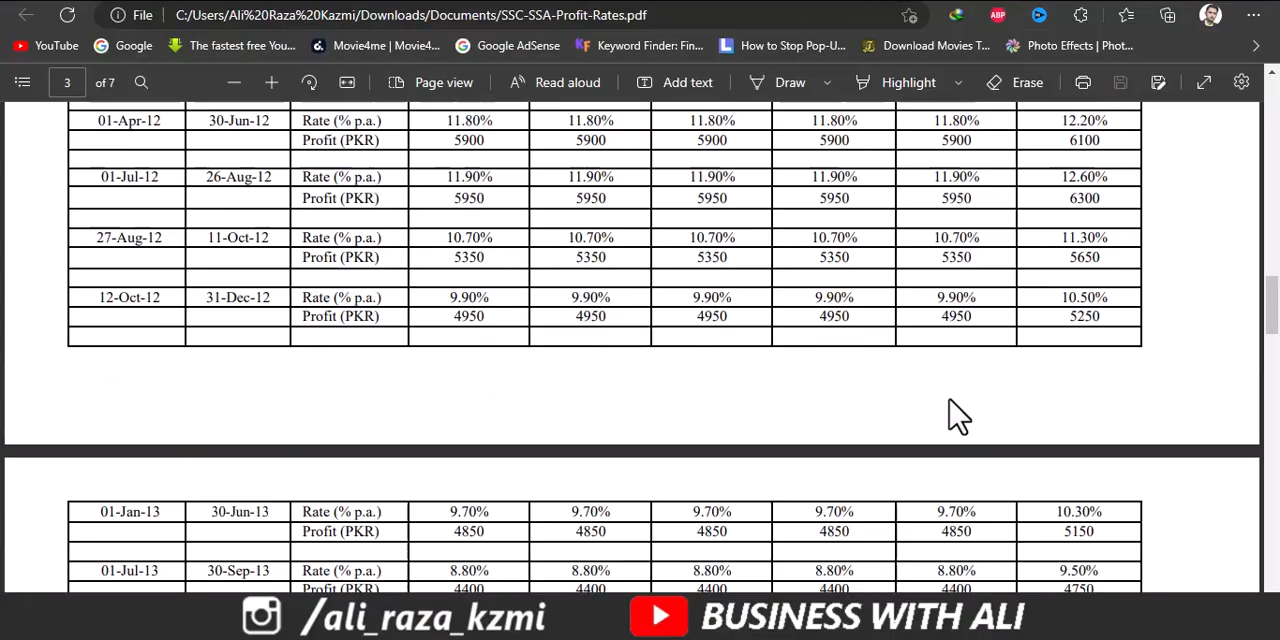 File C:/Users/Ali%20Raza%20Kazmi/Downloads/Documents/SSC-SSA-Profit-Rates.pdf ABP
YouTube Google The fastest free You... Movie4me | Movie4... Google AdSense Keyword Finder: Fin... How to Stop Pop-U... Download Movies T... Photo Effects | Phot...
3 of 7 Page view Read aloud Add text Draw Highlight Erase
01-Apr-12 30-Jun-12 Rate (% p.a.) 11.80% 11.80% 11.80% 11.80% 11.80% 12.20%
Profit (PKR) 5900 5900 5900 5900 5900 6100
01-Jul-12 26-Aug-12 Rate (% p.a.) 11.90% 11.90% 11.90% 11.90% 11.90% 12.60%
Profit (PKR) 5950 5950 5950 5950 5950 6300
27-Aug-12 11-Oct-12 Rate (% p.a.) 10.70% 10.70% 10.70% 10.70% 10.70% 11.30%
Profit (PKR) 5350 5350 5350 5350 5350 5650
12-Oct-12 31-Dec-12 Rate (% p.a.) 9.90% 9.90% 9.90% 9.90% 9.90% 10.50%
Profit (PKR) 4950 4950 4950 4950 4950 5250
01-Jan-13 30-Jun-13 Rate (% p.a.) 9.70% 9.70% 9.70% 9.70% 9.70% 10.30%
Profit (PKR) 4850 4850 4850 4850 4850 5150
01-Jul-13 30-Sep-13 Rate (% p.a.) 8.80% 8.80% 8.80% 8.80% 8.80% 9.50%
Profit (PKR) 4400 4400 4400 4400 4400 4750
/ali_raza_kzmi BUSINESS WITH ALI